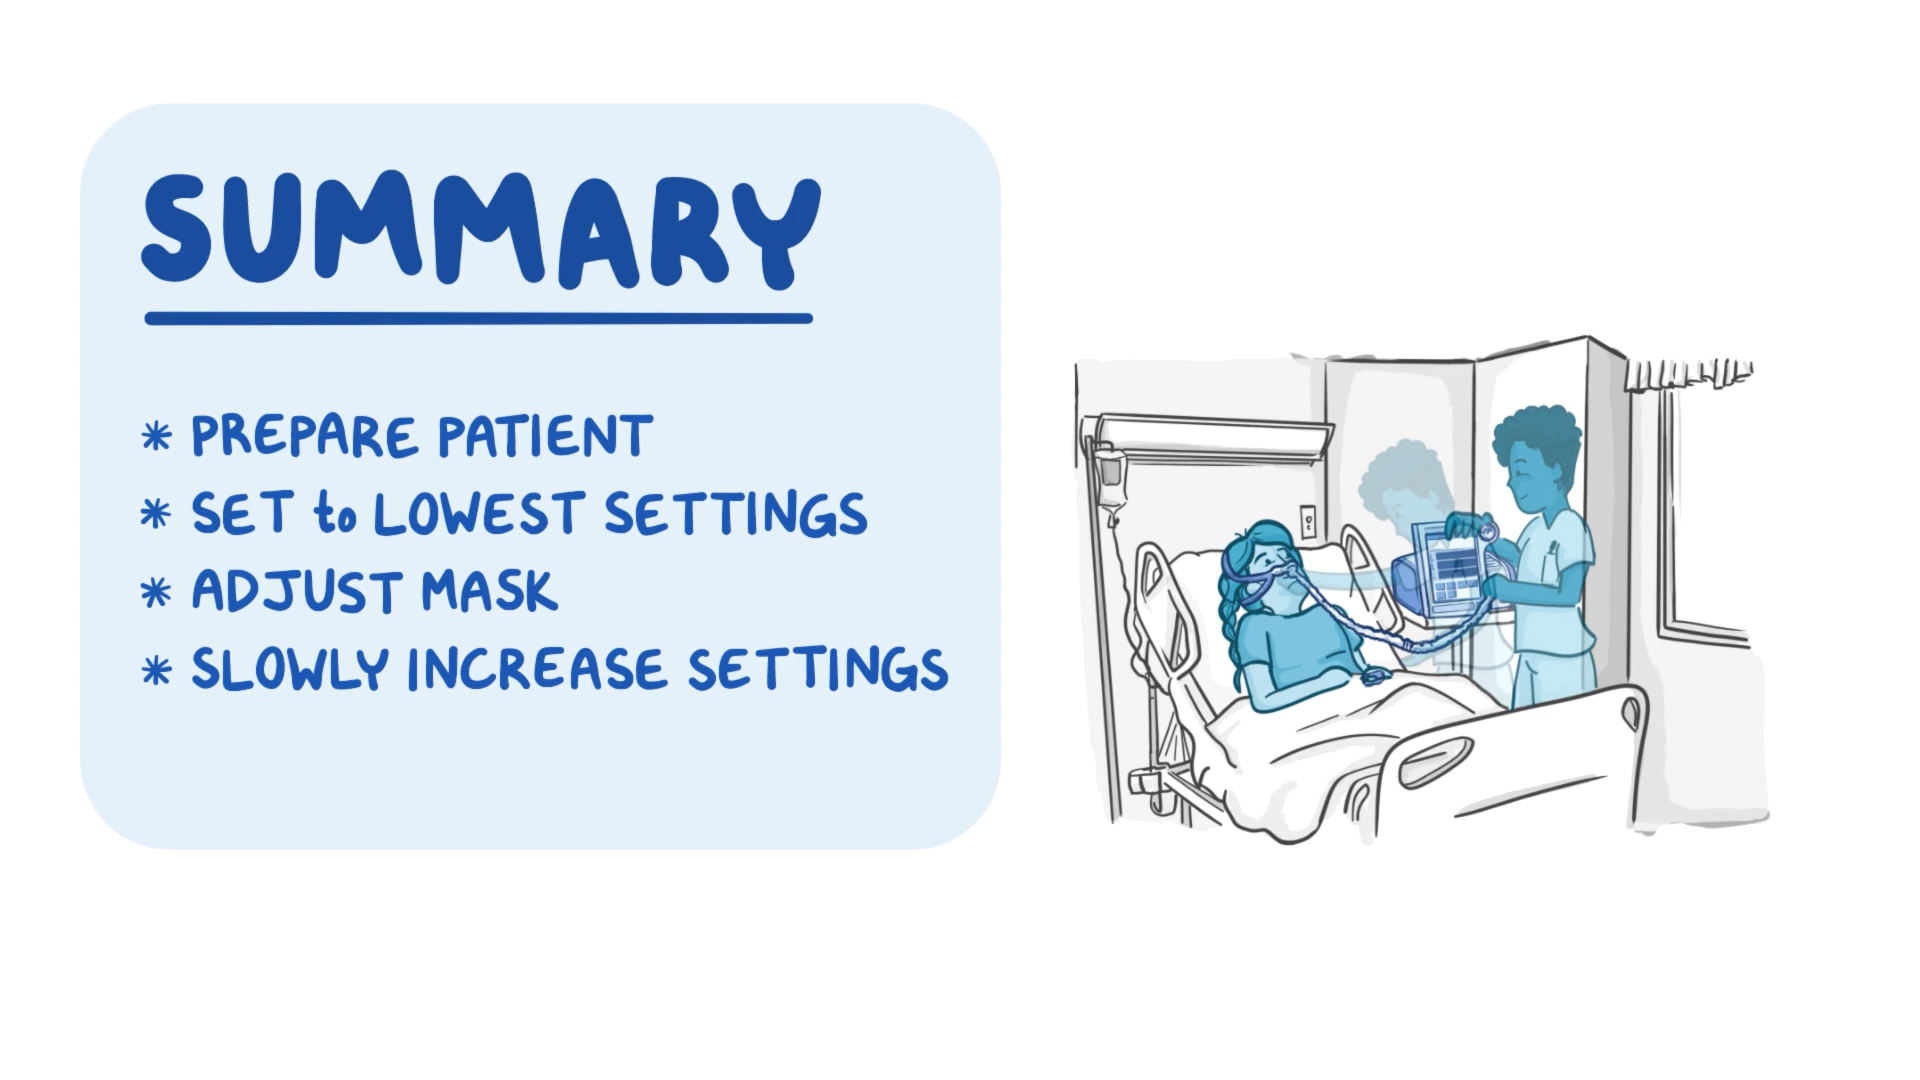 SUMMARY
* PREPARE PATIENT
* SET to LOWEST SETTINGS
* ADJUST MASK
* SLOWLY INCREASE SETTINGS